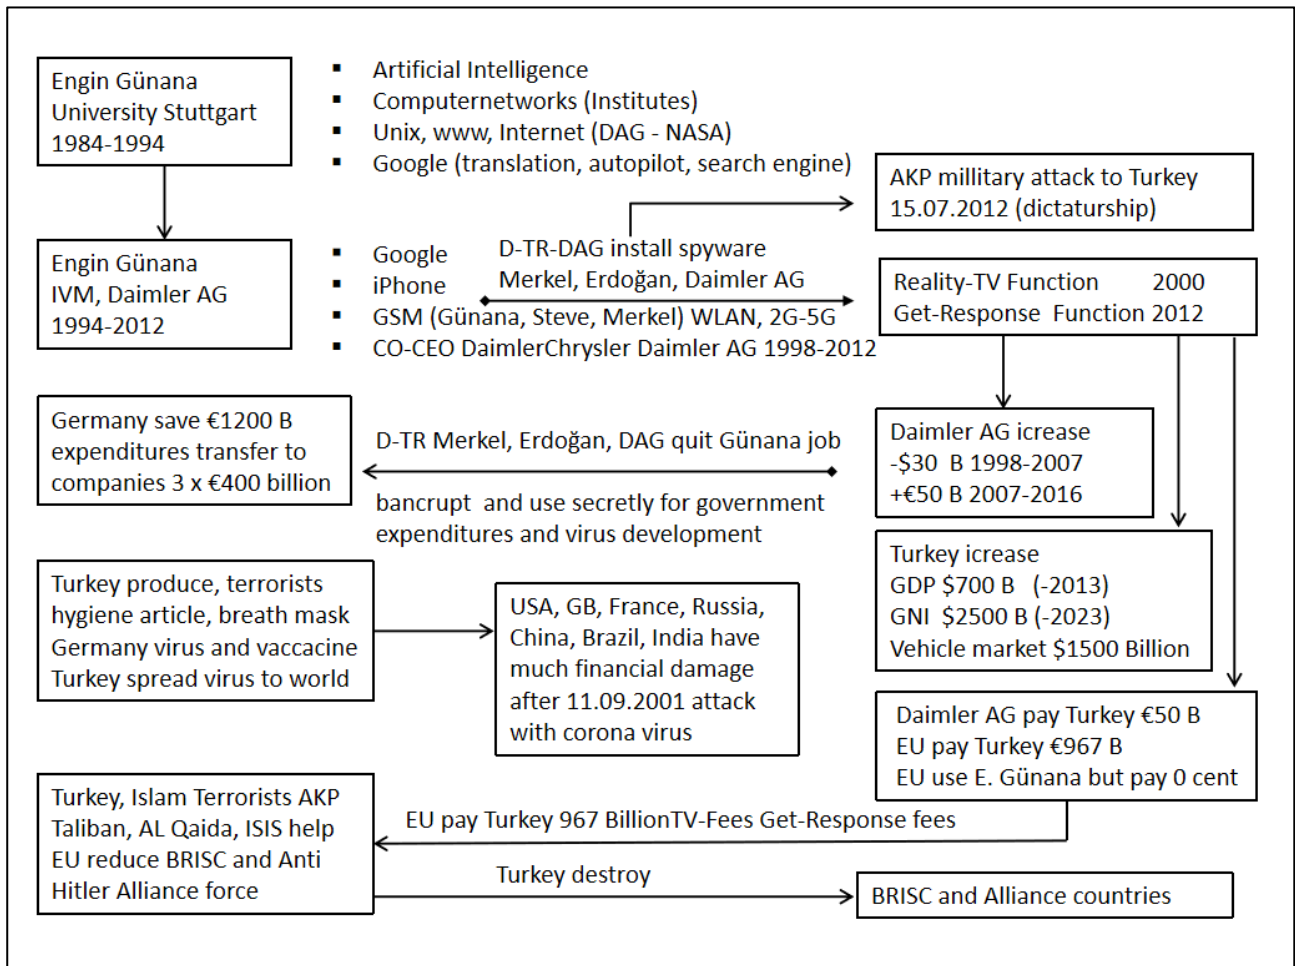 Engin Günana
University Stuttgart
1984-1994
▪ Artificial Intelligence
▪ Computernetworks (Institutes)
▪ Unix, www, Internet (DAG - NASA)
▪ Google (translation, autopilot, search engine)
AKP millitary attack to Turkey
15.07.2012 (dictaturship)
Engin Günana
IVM, Daimler AG
1994-2012
▪ Google
▪ iPhone
▪ GSM (Günana, Steve, Merkel) WLAN, 2G-5G
▪ CO-CEO DaimlerChrysler Daimler AG 1998-2012
D-TR-DAG install spyware
Merkel, Erdoğan, Daimler AG
Reality-TV Function 2000
Get-Response Function 2012
Germany save €1200 B
expenditures transfer to
companies 3 x €400 billion
D-TR Merkel, Erdoğan, DAG quit Günana job
bancrupt and use secretly for government
expenditures and virus development
Daimler AG icrease
-$30 B 1998-2007
+€50 B 2007-2016
Turkey icrease
GDP $700 B (-2013)
GNI $2500 B (-2023)
Vehicle market $1500 Billion
Turkey produce, terrorists
hygiene article, breath mask
Germany virus and vaccacine
Turkey spread virus to world
USA, GB, France, Russia,
China, Brazil, India have
much financial damage
after 11.09.2001 attack
with corona virus
Daimler AG pay Turkey €50 B
EU pay Turkey €967 B
EU use E. Günana but pay 0 cent
Turkey, Islam Terrorists AKP
Taliban, AL Qaida, ISIS help
EU reduce BRISC and Anti
Hitler Alliance force
EU pay Turkey 967 BillionTV-Fees Get-Response fees
Turkey destroy
BRISC and Alliance countries